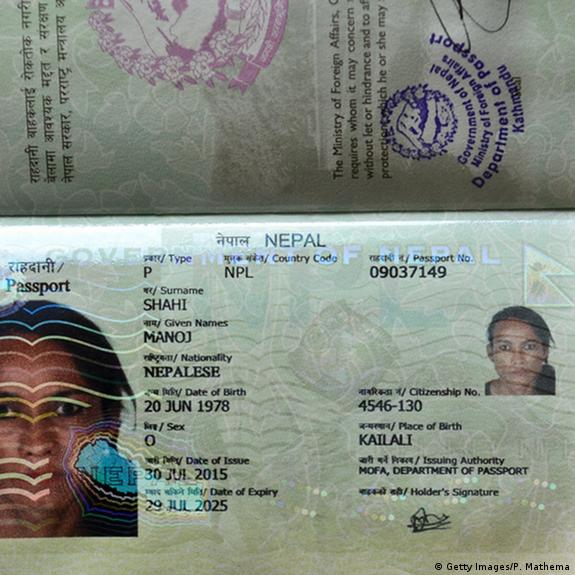 राहदानी बाहकलाई रोकतोक नगरी
बेलामा आवश्यक मद्दत र संरक्षण
नेपाल सरकार, परराष्ट्र मन्त्रालय
The Ministry of Foreign Affairs,
requires whom it may concern
without let or hindrance and to af
protection which he or she may
Government of Nepal
Ministry of Foreign Affairs
Department of Passport
Kathmandu
नेपाल NEPAL
GOVERNMENT OF NEPAL
राहदानी/
Passport
प्रकार/ Type
मुलुक संकेत/ Country Code
राहदानी नं/ Passport No.
P
NPL
09037149
थर/ Surname
SHAHI
नाम/ Given Names
MANOJ
राष्ट्रियता/ Nationality
NEPALESE
जन्म मिति/ Date of Birth
नागरिकता नं/ Citizenship No.
20 JUN 1978
4546-130
लिङ्ग/ Sex
जन्मस्थान/ Place of Birth
O
KAILALI
जारी मिति/ Date of Issue
जारी गर्ने निकाय/ Issuing Authority
30 JUL 2015
MOFA, DEPARTMENT OF PASSPORT
म्याद सकिने मिति/ Date of Expiry
वाहकको सही/ Holder's Signature
29 JUL 2025
© Getty Images/P. Mathema